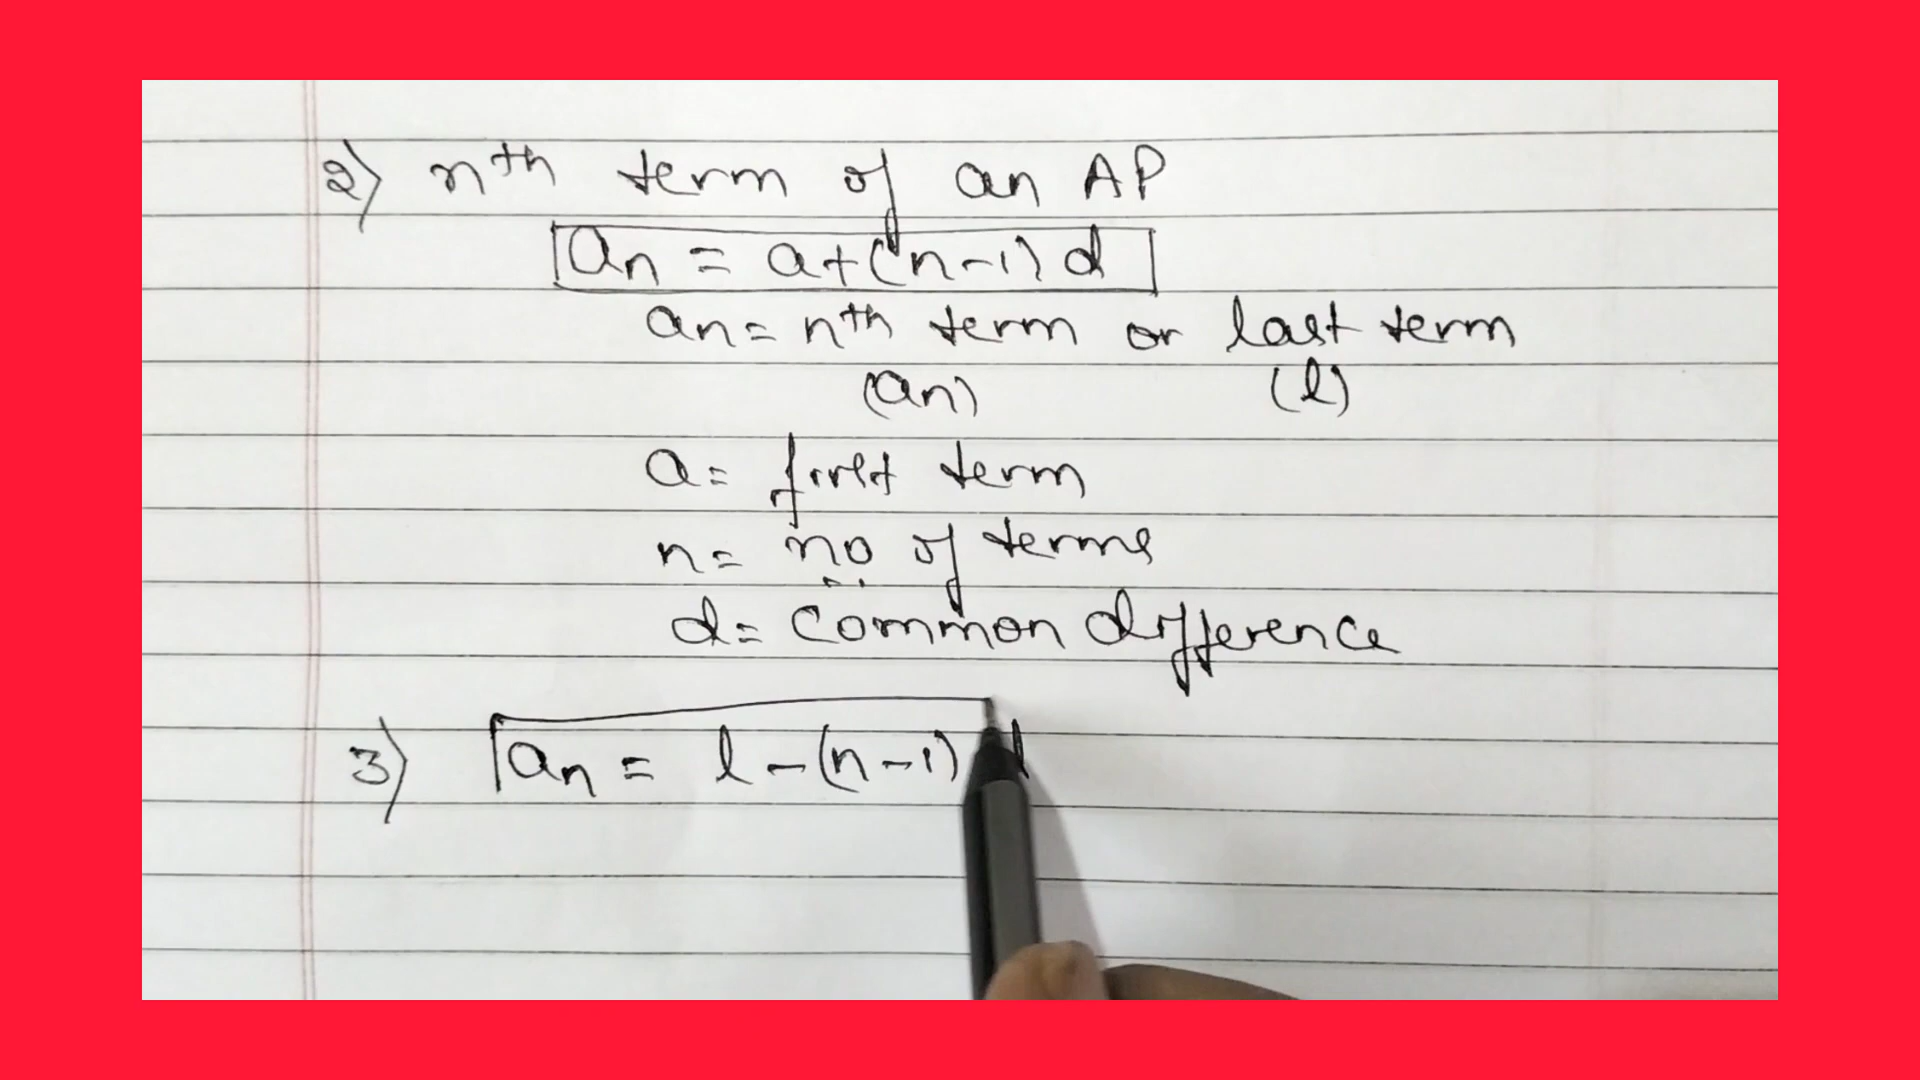 2) nth term of an AP
an = a+(n-1) d
an = nth term or last term
(an) (l)
a = first term
n = no of terms
d = common difference
3) an = l-(n-1) d